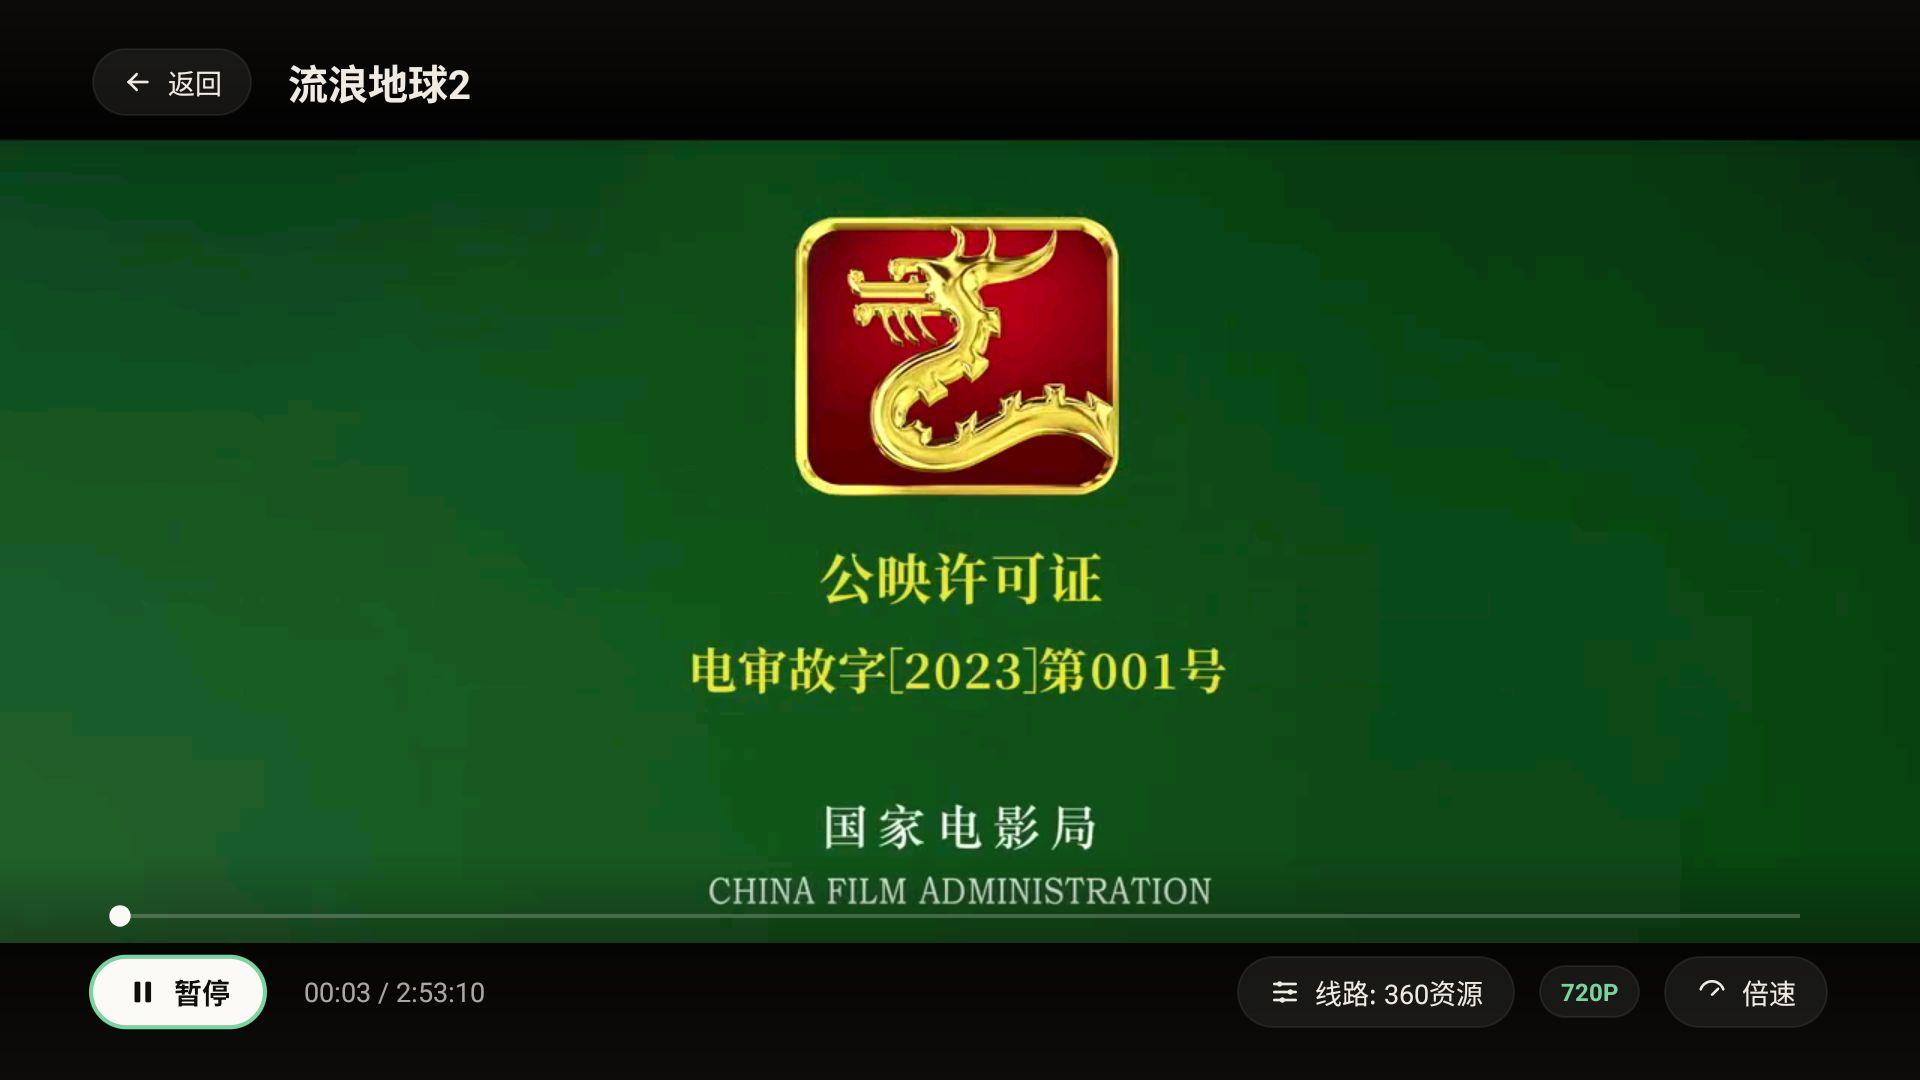 返回
流浪地球2
公映许可证
电审故字[2023]第001号
国家电影局
CHINA FILM ADMINISTRATION
暂停
00:03 / 2:53:10
线路: 360资源
720P
倍速